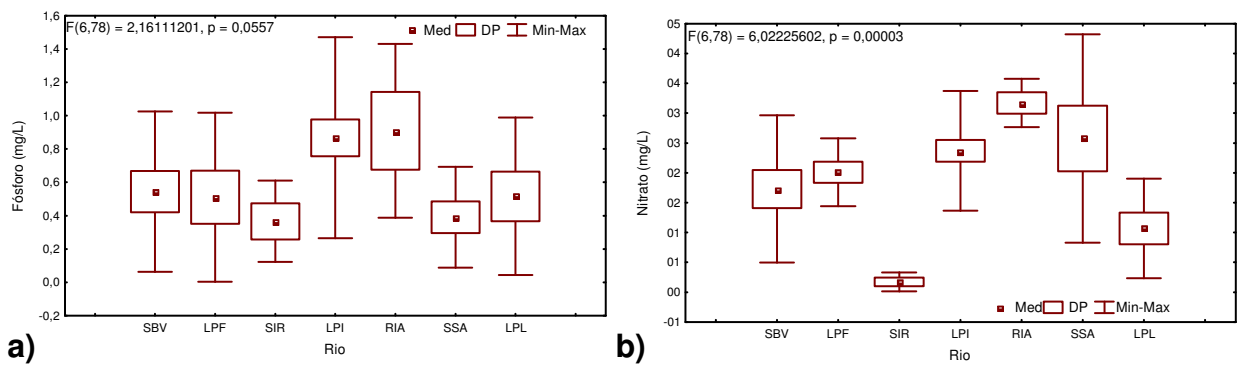 F(6,78) = 2,16111201, p = 0,0557
Med DP Min-Max
1,6
1,4
1,2
1,0
0,8
0,6
0,4
0,2
0,0
-0,2
Fósforo (mg/L)
SBV LPF SIR LPI RIA SSA LPL
Rio
a)
F(6,78) = 6,02225602, p = 0,00003
05
04
04
03
03
02
02
01
01
00
-01
Nitrato (mg/L)
Med DP Min-Max
SBV LPF SIR LPI RIA SSA LPL
Rio
b)